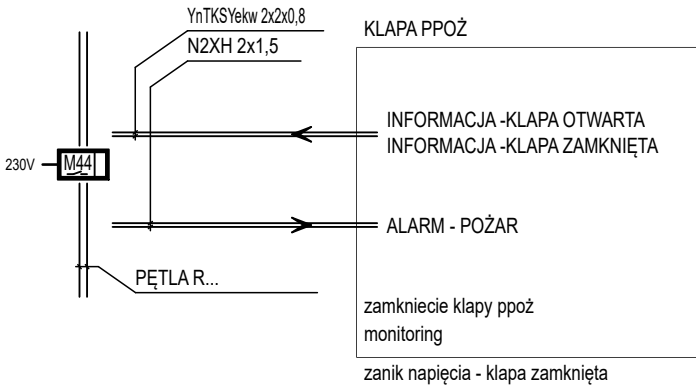 YnTKSYekw 2x2x0,8
N2XH 2x1,5
KLAPA PPOŻ
INFORMACJA -KLAPA OTWARTA
INFORMACJA -KLAPA ZAMKNIĘTA
230V
M44
ALARM - POŻAR
PĘTLA R...
zamkniecie klapy ppoż
monitoring
zanik napięcia - klapa zamknięta